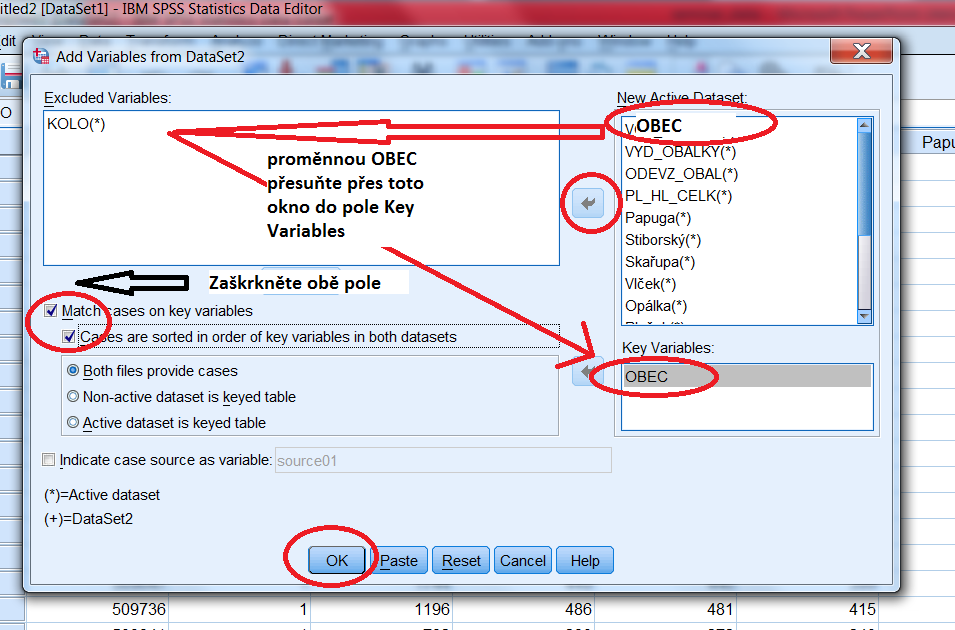 ntitled2 [DataSet1] - IBM SPSS Statistics Data Editor
dit
Add Variables from DataSet2
Excluded Variables:
KOLO(*)
New Active Dataset:
OBEC
VYD_OBALKY(*)
ODEVZ_OBAL(*)
PL_HL_CELK(*)
Papuga(*)
Stiborský(*)
Skařupa(*)
Vlček(*)
Opálka(*)
proměnnou OBEC
přesuňte přes toto
okno do pole Key
Variables
Zaškrkněte obě pole
Match cases on key variables
Cases are sorted in order of key variables in both datasets
Both files provide cases
Non-active dataset is keyed table
Active dataset is keyed table
Key Variables:
OBEC
Indicate case source as variable: source01
(*)=Active dataset
(+)=DataSet2
OK Paste Reset Cancel Help
O
Papu
509736 1 1196 486 481 415